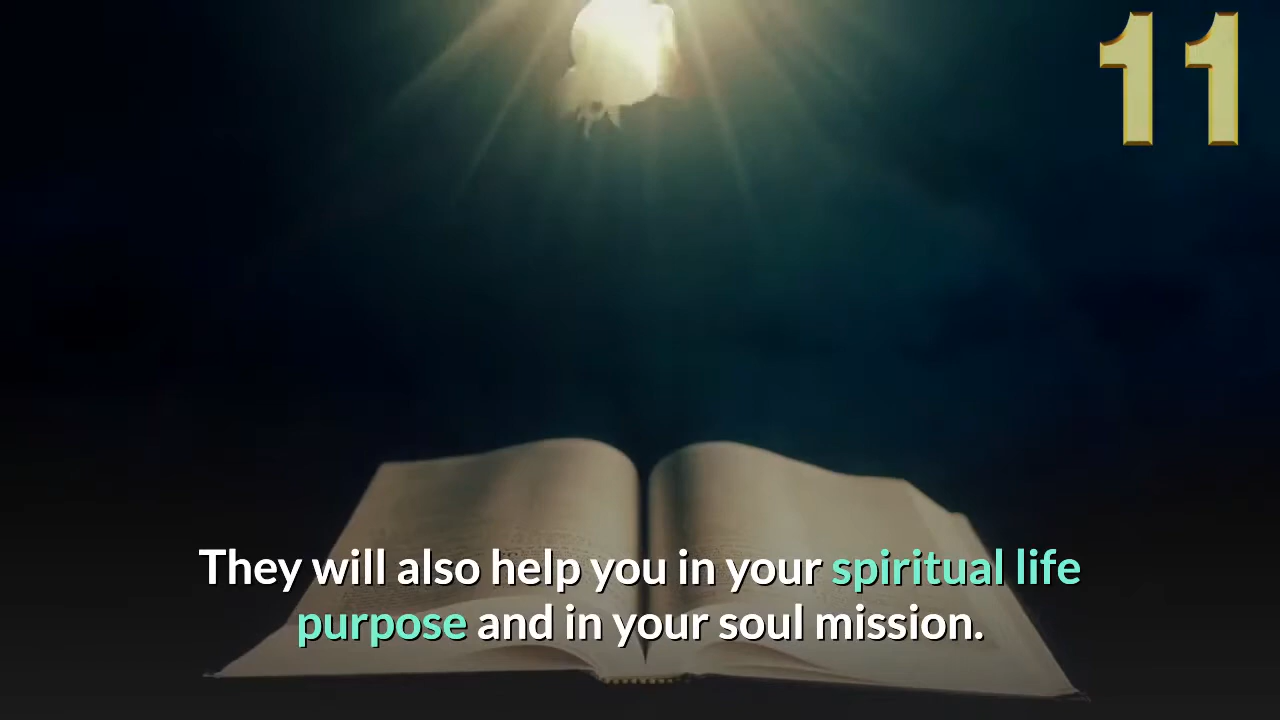 11
They will also help you in your spiritual life
purpose and in your soul mission.